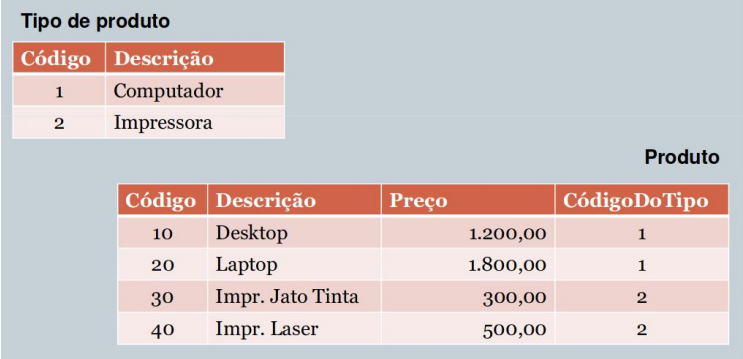 Tipo de produto
Código Descrição
1 Computador
2 Impressora
Produto
Código Descrição Preço CódigoDoTipo
10 Desktop 1.200,00 1
20 Laptop 1.800,00 1
30 Impr. Jato Tinta 300,00 2
40 Impr. Laser 500,00 2